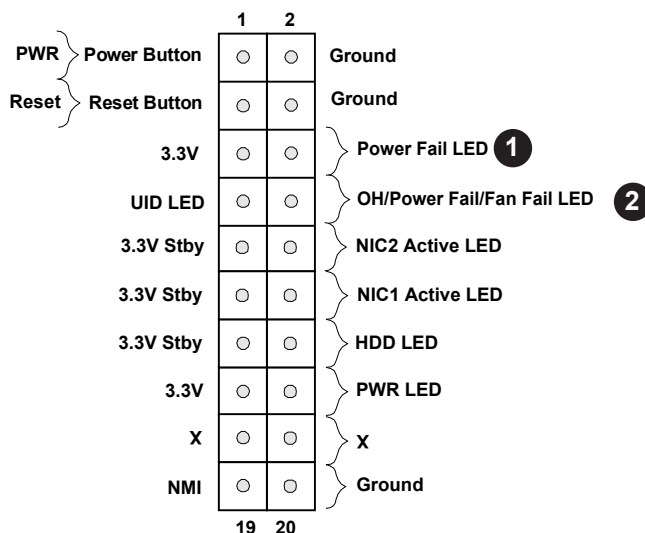 1 2
PWR Power Button Ground
Reset Reset Button Ground
3.3V Power Fail LED 1
UID LED OH/Power Fail/Fan Fail LED 2
3.3V Stby NIC2 Active LED
3.3V Stby NIC1 Active LED
3.3V Stby HDD LED
3.3V PWR LED
X X
NMI Ground
19 20